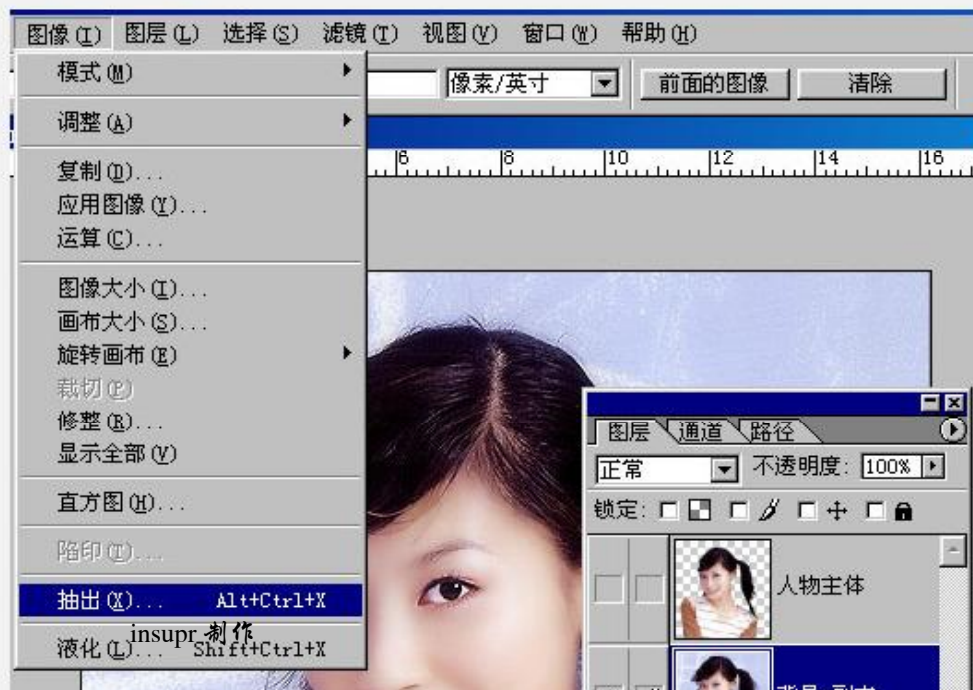 图像(I) 图层(L) 选择(S) 滤镜(T) 视图(V) 窗口(W) 帮助(H)
模式(M)
像素/英寸 前面的图像 清除
调整(A)
6 8 10 12 14 16
复制(D)...
应用图像(Y)...
运算(C)...
图像大小(I)...
画布大小(S)...
旋转画布(E)
裁切(P)
修整(R)...
显示全部(V)
直方图(H)...
陷印(T)...
抽出(X)... Alt+Ctrl+X
液化(L)... Shift+Ctrl+X
insupr 制作
图层 通道 路径
正常 不透明度: 100%
锁定:
人物主体
背景 副本